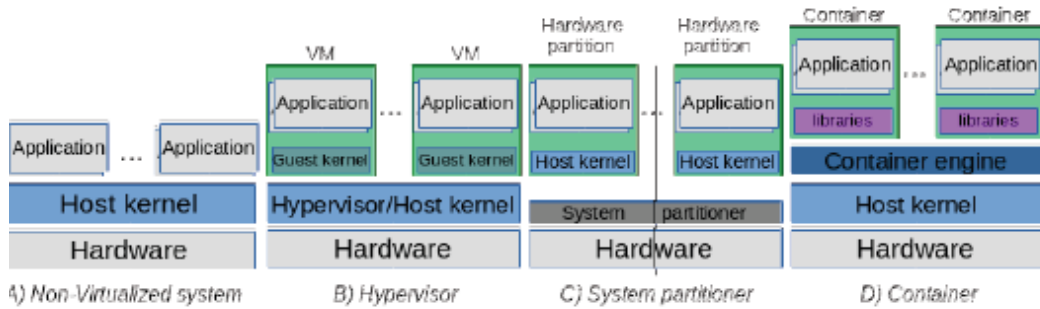 Application ... Application
Host kernel
Hardware
A) Non-Virtualized system
VM VM
Application ... Application
Guest kernel Guest kernel
Hypervisor/Host kernel
Hardware
B) Hypervisor
Hardware partition Hardware partition
Application ... Application
Host kernel Host kernel
System partitioner
Hardware
C) System partitioner
Container Container
Application ... Application
libraries libraries
Container engine
Host kernel
Hardware
D) Container